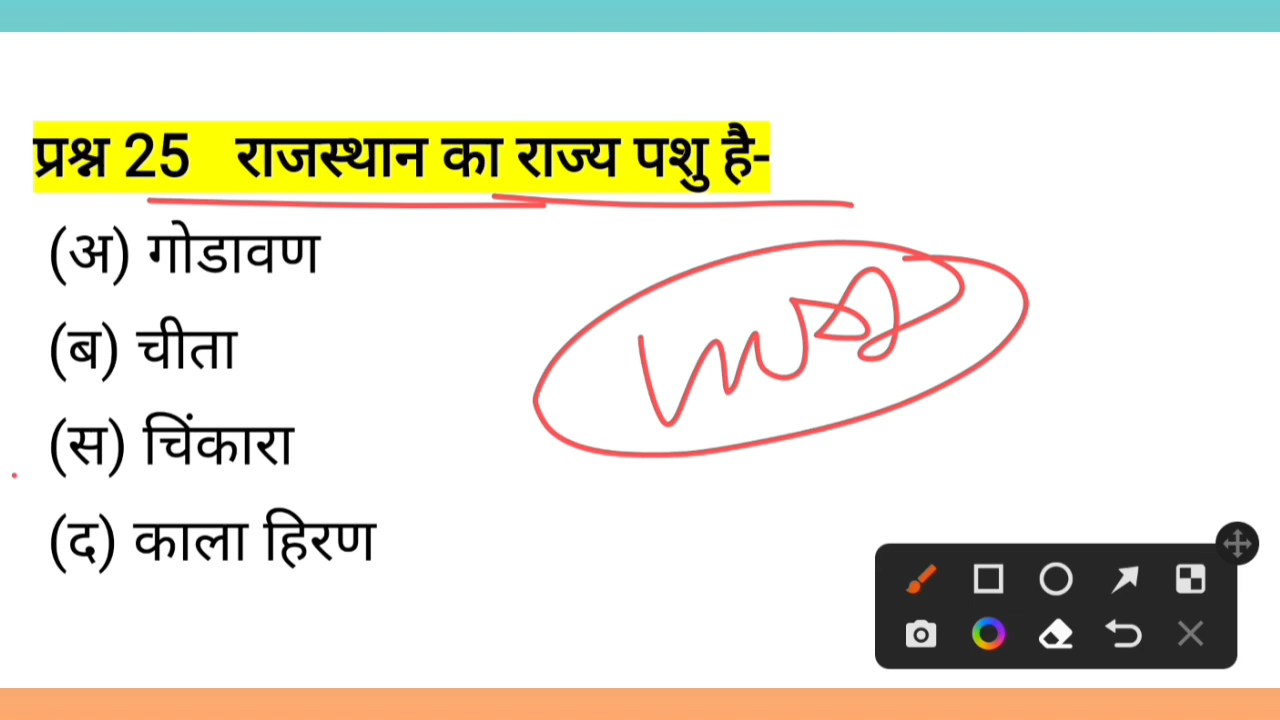 प्रश्न 25 राजस्थान का राज्य पशु है-
(अ) गोडावण
(ब) चीता
(स) चिंकारा
(द) काला हिरण